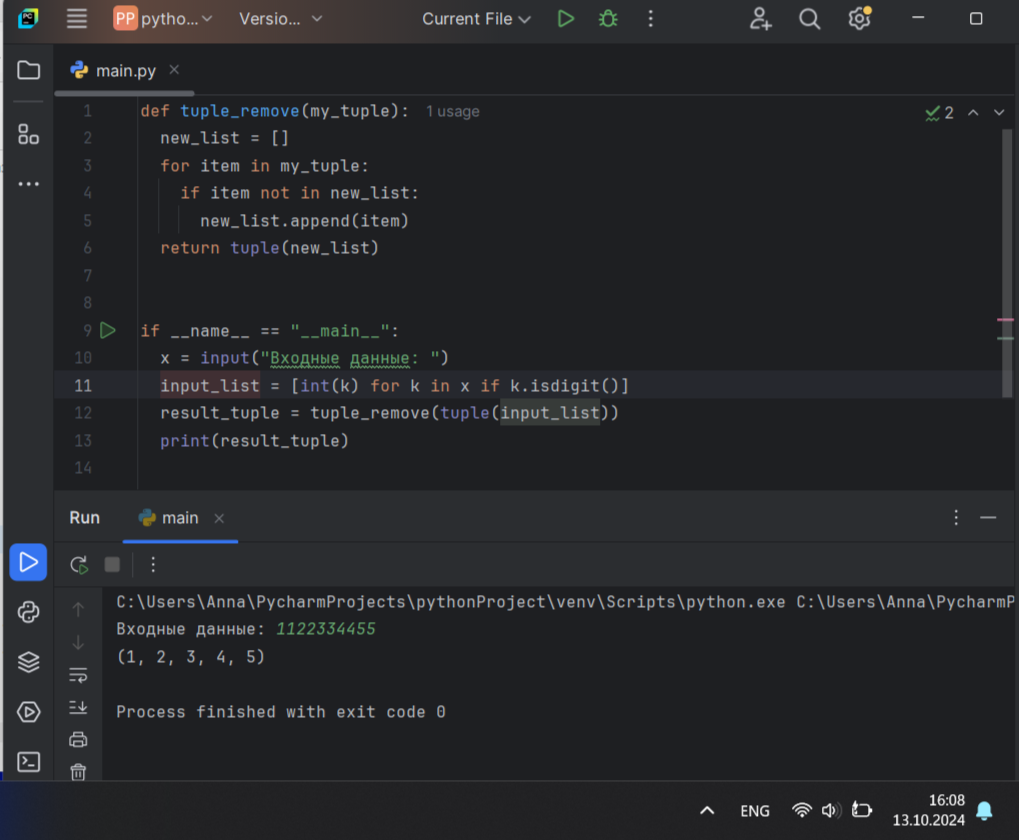 PC
PP pytho... Versio... Current File
main.py
1 def tuple_remove(my_tuple): 1 usage
2 new_list = []
3 for item in my_tuple:
4 if item not in new_list:
5 new_list.append(item)
6 return tuple(new_list)
7
8
9 if __name__ == "__main__":
10 x = input("Входные данные: ")
11 input_list = [int(k) for k in x if k.isdigit()]
12 result_tuple = tuple_remove(tuple(input_list))
13 print(result_tuple)
14
2
Run main
C:\Users\Anna\PycharmProjects\pythonProject\venv\Scripts\python.exe C:\Users\Anna\PycharmP
Входные данные: 1122334455
(1, 2, 3, 4, 5)
Process finished with exit code 0
ENG
16:08
13.10.2024